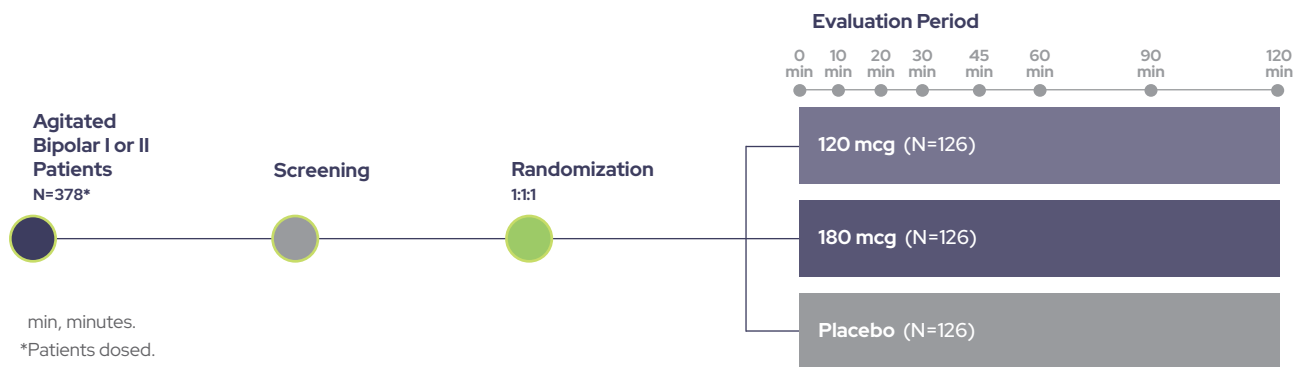 Evaluation Period
0 10 20 30 45 60 90 120
min min min min min min min min
Agitated
Bipolar I or II
Patients
N=378*
Screening
Randomization
1:1:1
120 mcg (N=126)
180 mcg (N=126)
Placebo (N=126)
min, minutes.
*Patients dosed.